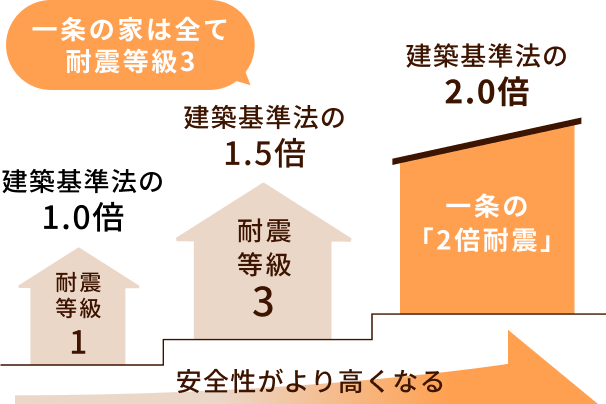 一条の家は全て
耐震等級3
建築基準法の
2.0倍
建築基準法の
1.5倍
建築基準法の
1.0倍
一条の
「2倍耐震」
耐震
等級
3
耐震
等級
1
安全性がより高くなる